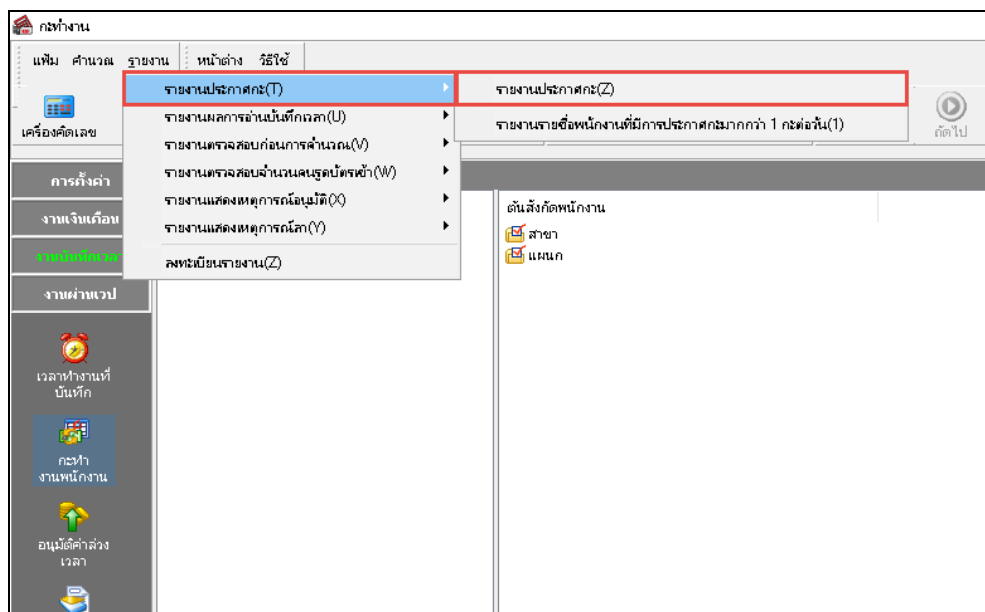 กะทำงาน
แฟ้ม คำนวณ รายงาน หน้าต่าง วิธีใช้
รายงานประกาศกะ(T)
รายงานประกาศกะ(Z)
รายงานผลการอ่านบันทึกเวลา(U)
รายงานรายชื่อพนักงานที่มีการประกาศกะมากกว่า 1 กะต่อวัน(1)
รายงานตรวจสอบก่อนการคำนวณ(V)
รายงานตรวจสอบจำนวนคนรูดบัตรเข้า(W)
รายงานแสดงเหตุการณ์อนุมัติ(X)
รายงานแสดงเหตุการณ์ลา(Y)
ลงทะเบียนรายงาน(Z)
เครื่องคิดเลข
ถัดไป
การตั้งค่า
งานเงินเดือน
งานบันทึกเวลา
งานผ่านเวป
เวลาทำงานที่
บันทึก
กะทำ
งานพนักงาน
อนุมัติค่าล่วง
เวลา
ต้นสังกัดพนักงาน
สาขา
แผนก